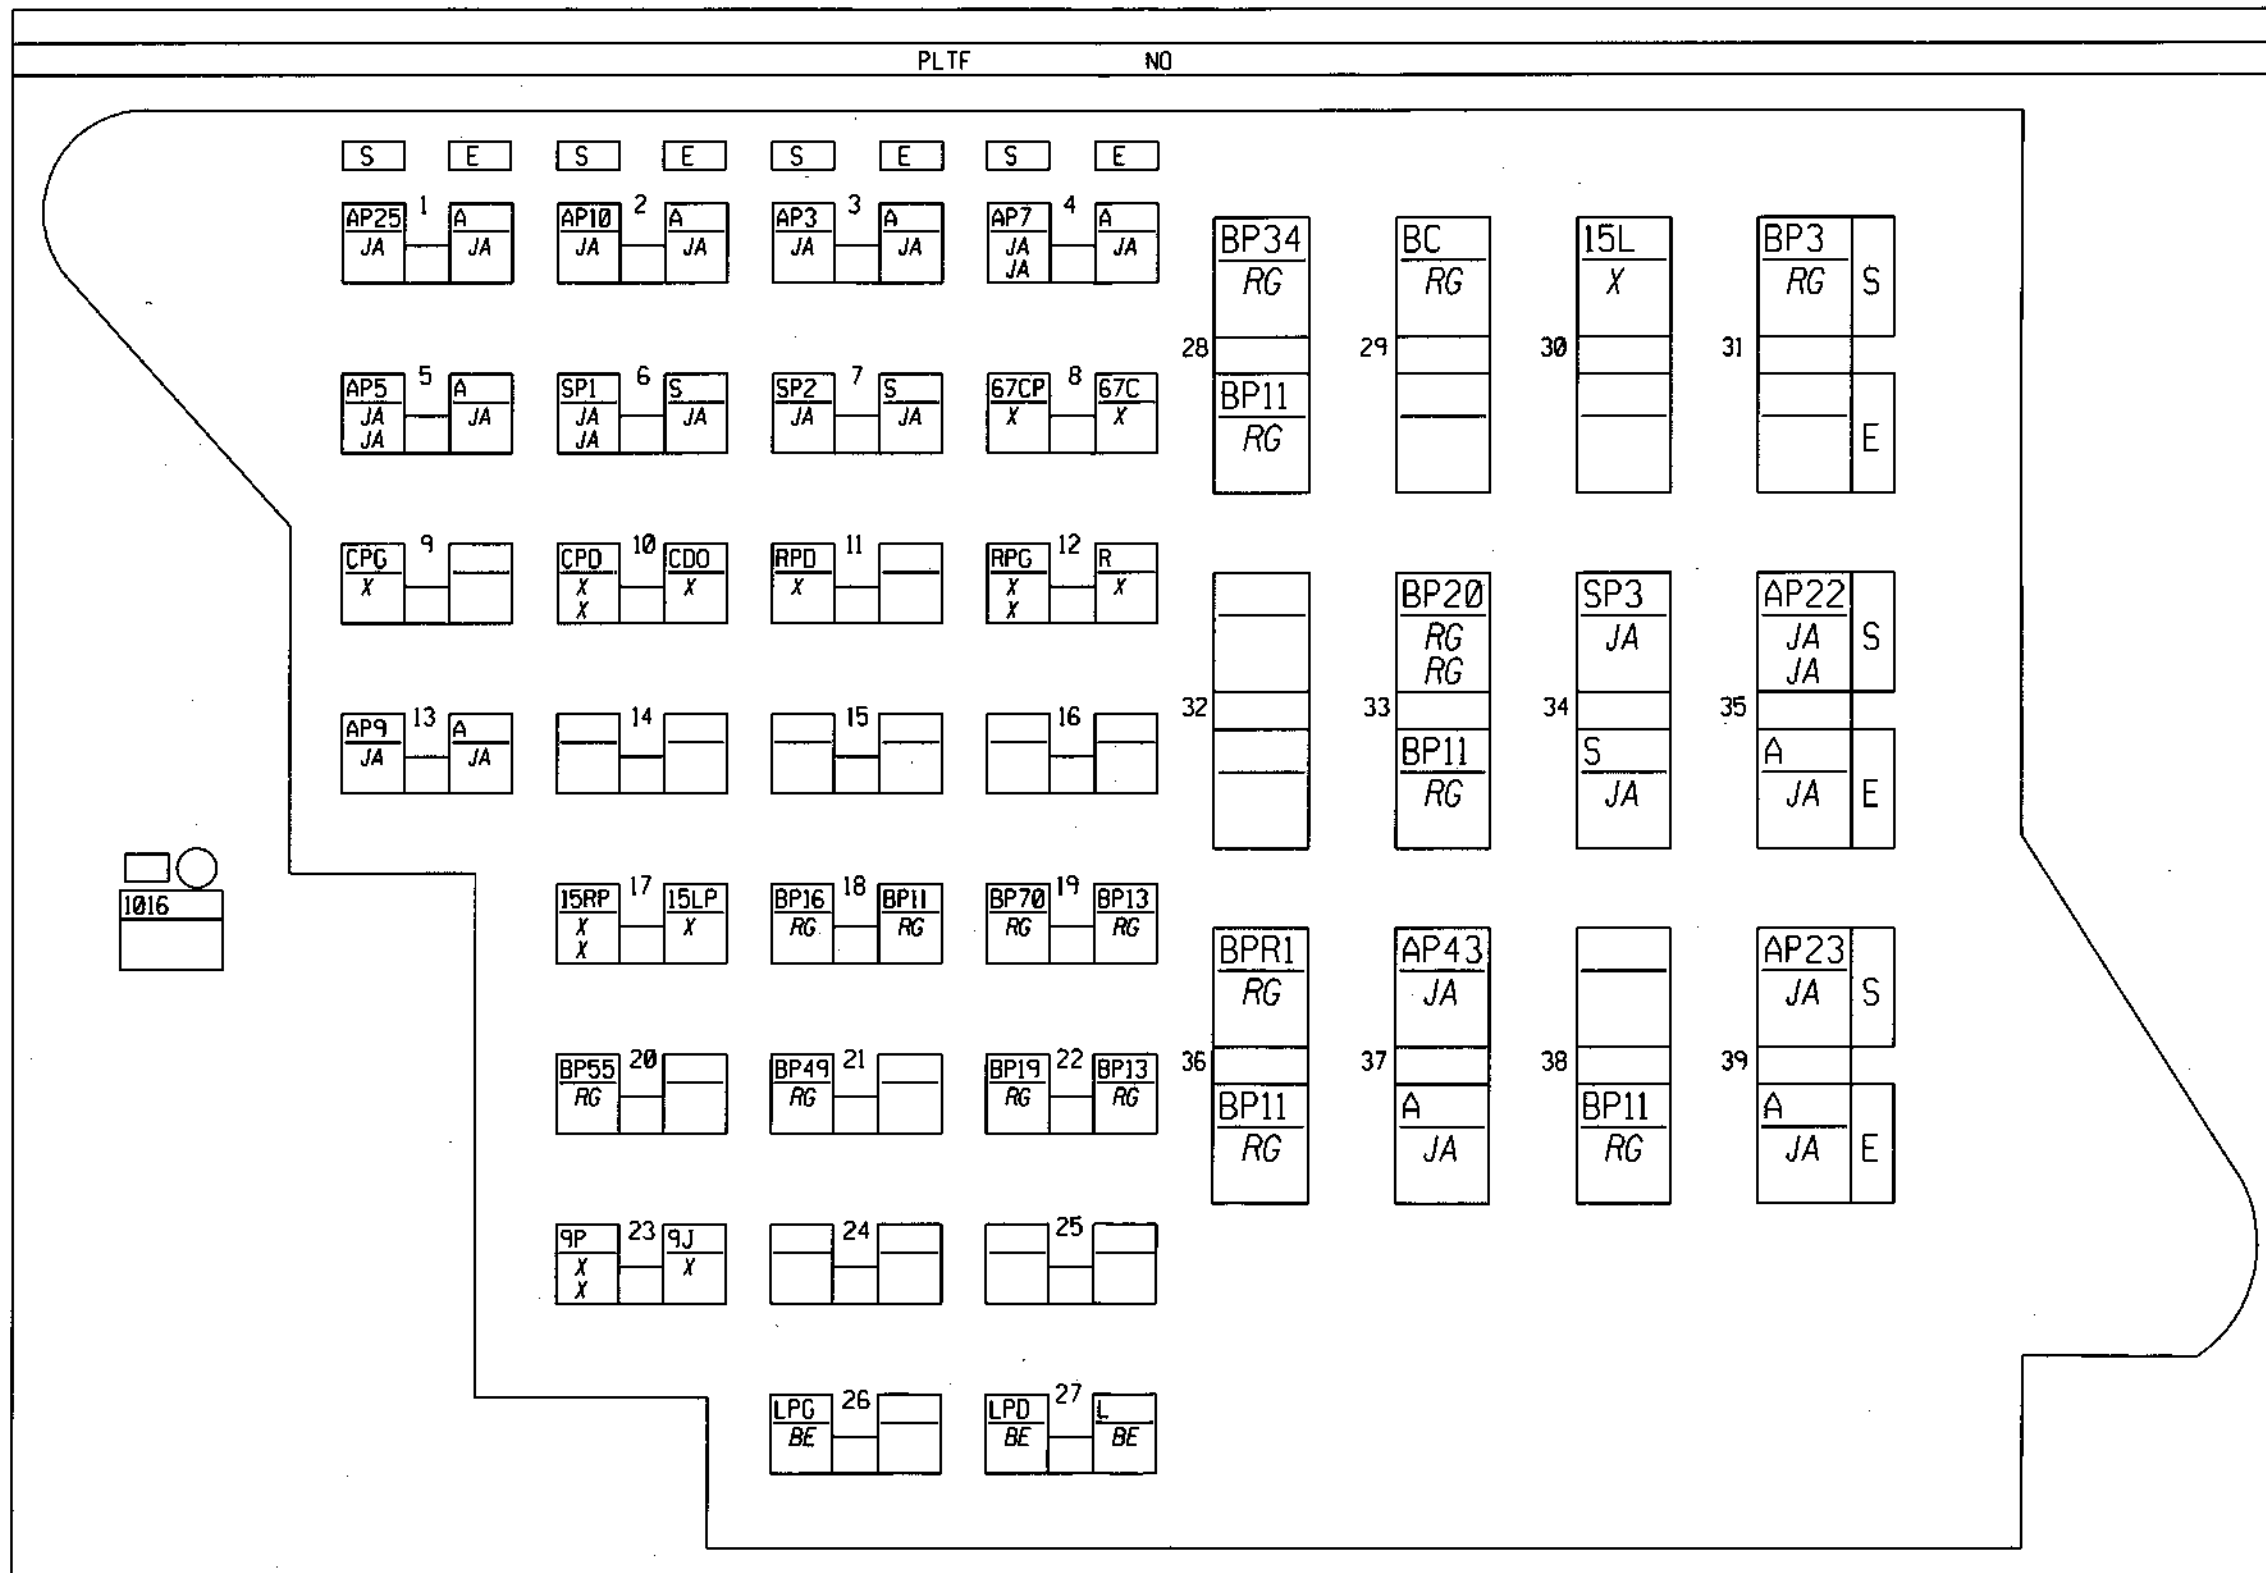 PLTF NO
S E S E S E S E
1 2 3 4
AP25 A AP10 A AP3 A AP7 A
JA JA JA JA JA JA JA JA
JA
BP34 BC 15L BP3
RG RG X RG S
28 29 30 31
5 6 7 8
AP5 A SP1 S SP2 S 67CP 67C
JA JA JA JA JA JA X X
JA JA
BP11
RG E
9 10 11 12
CPG CPD CDO RPD RPG R
X X X X X X
X X
BP20 SP3 AP22
RG JA JA S
RG JA
32 33 34 35
13 14 15 16
AP9 A
JA JA
BP11 S A
RG JA JA E
17 18 19
15RP 15LP BP16 BP11 BP70 BP13
X X RG RG RG RG
X
1016
BPR1 AP43 AP23
RG JA JA S
36 37 38 39
20 21 22
BP55 BP49 BP19 BP13
RG RG RG RG
BP11 A BP11 A
RG JA RG JA E
23 24 25
9P 9J
X X
X
26 27
LPG LPD L
BE BE BE